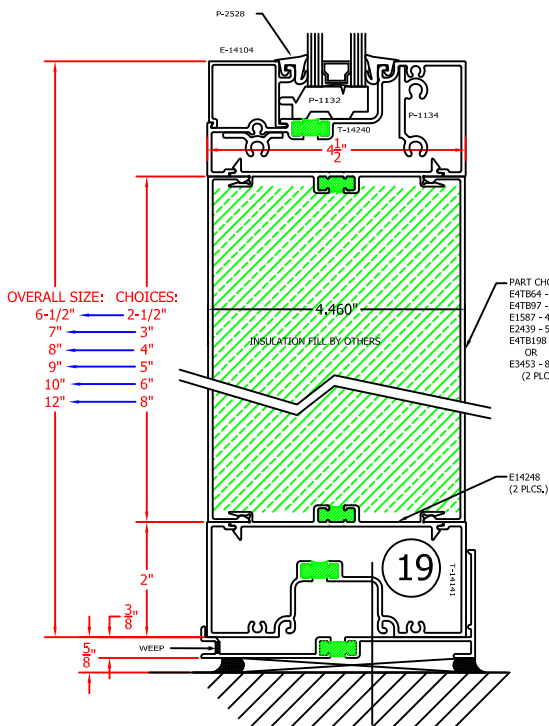 P-2528
E-14104
P-1132
P-1134
T-14240
4 1/2"
OVERALL SIZE: CHOICES:
6-1/2" 2-1/2"
7" 3"
8" 4"
9" 5"
10" 6"
12" 8"
4.460"
INSULATION FILL BY OTHERS
PART CHO
E4TB64 -
E4TB97 -
E1587 - 4
E2439 - 5
E4TB198
OR
E3453 - 8
(2 PLC
E14248
(2 PLCS.)
2"
19
T-14141
3/8"
5/8"
WEEP